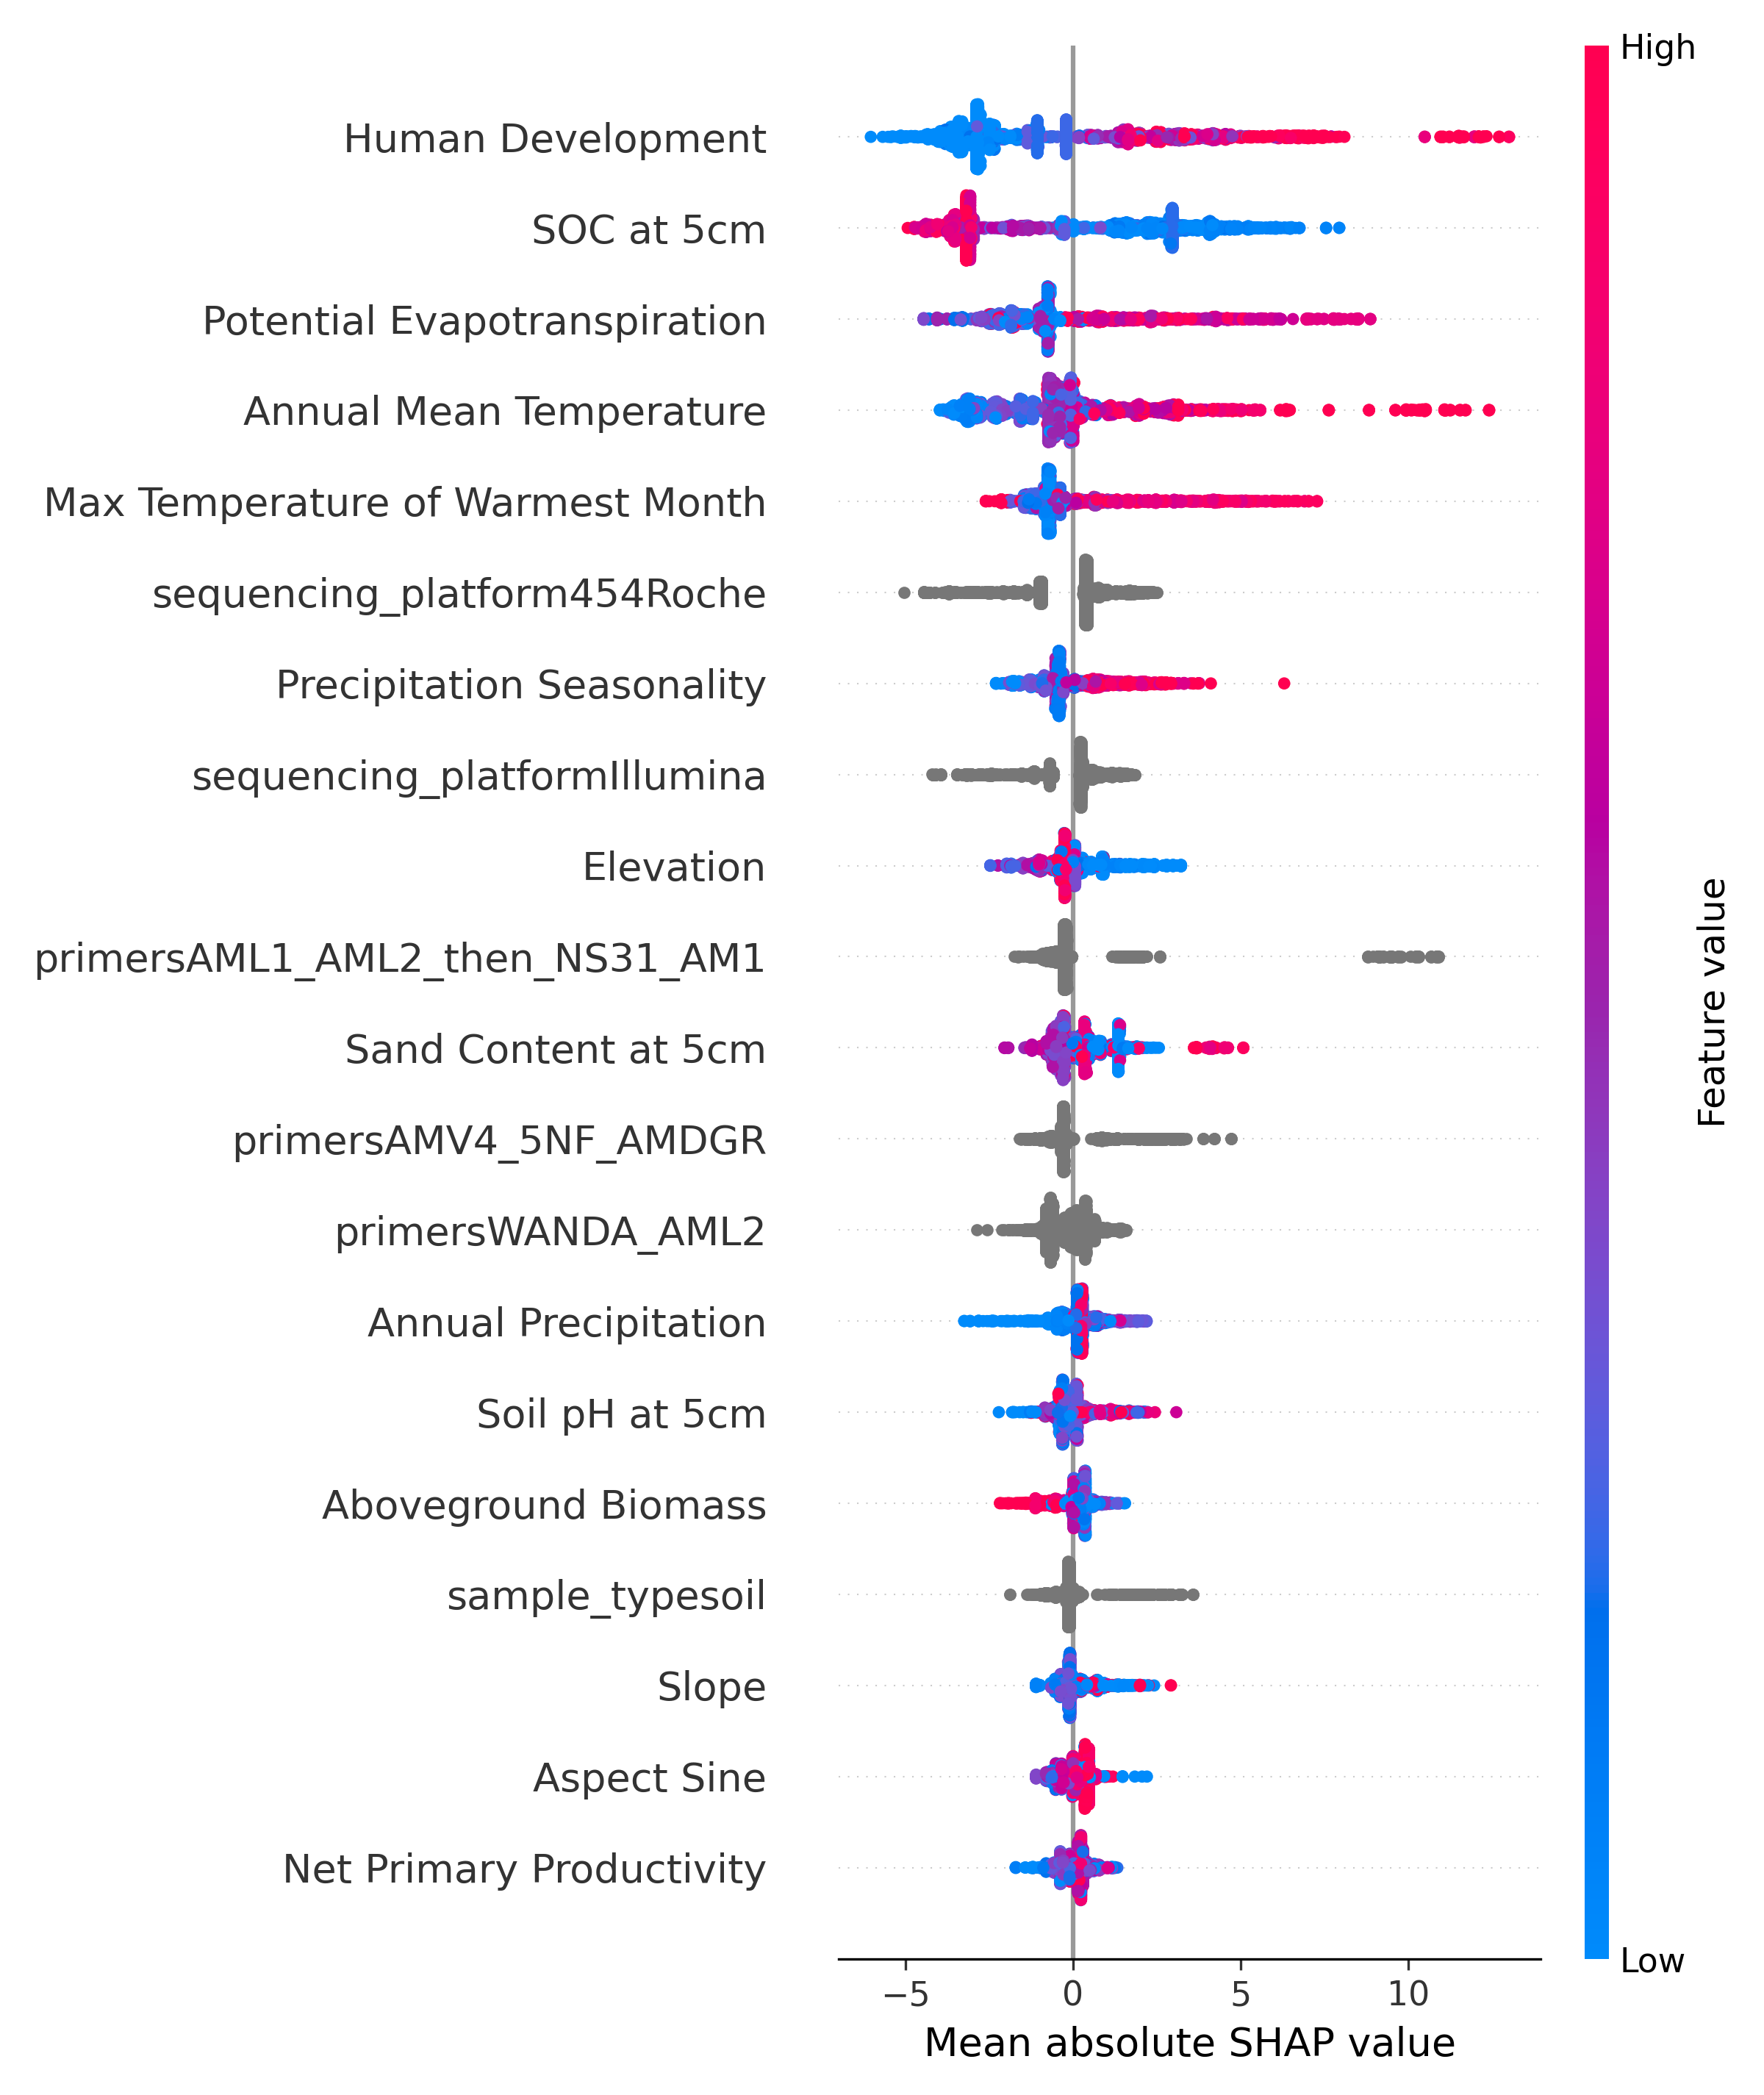 High
Human Development
SOC at 5cm
Potential Evapotranspiration
Annual Mean Temperature
Max Temperature of Warmest Month
sequencing_platform454Roche
Precipitation Seasonality
sequencing_platformIllumina
Elevation
primersAML1_AML2_then_NS31_AM1
Sand Content at 5cm
primersAMV4_5NF_AMDGR
primersWANDA_AML2
Annual Precipitation
Soil pH at 5cm
Aboveground Biomass
sample_typesoil
Slope
Aspect Sine
Net Primary Productivity
Feature value
Low
−5 0 5 10
Mean absolute SHAP value